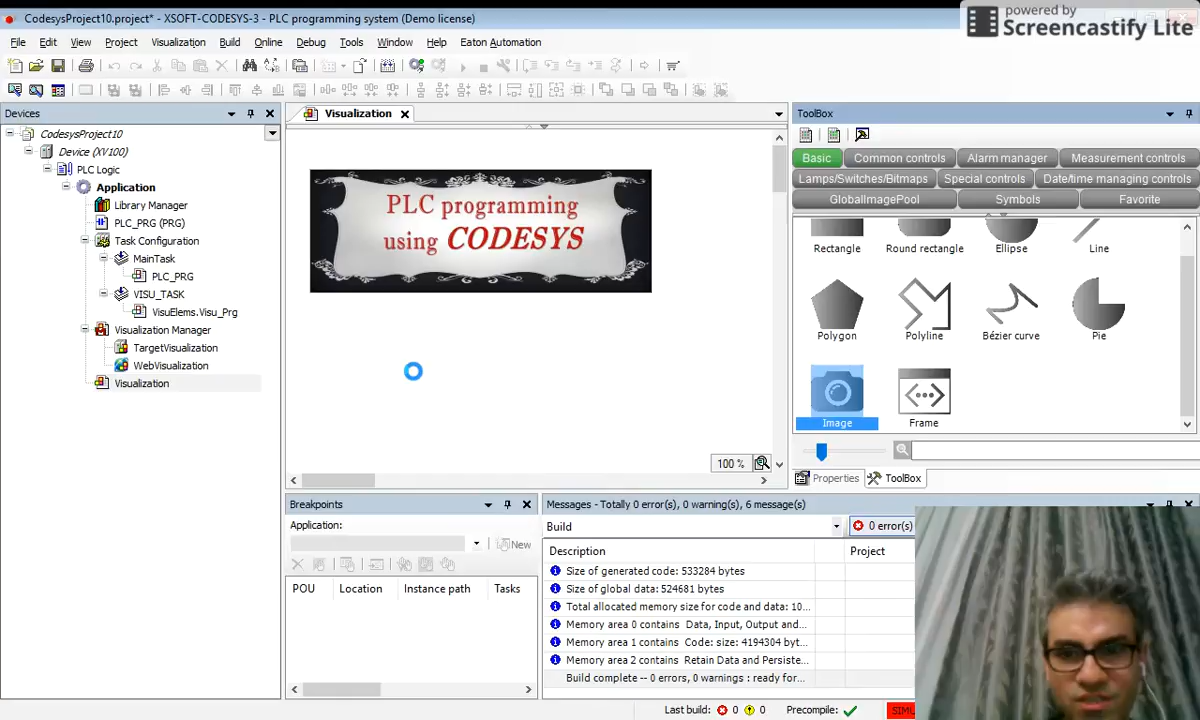 CodesysProject10.project* - XSOFT-CODESYS-3 - PLC programming system (Demo license)
powered by
Screencastify Lite
File Edit View Project Visualization Build Online Debug Tools Window Help Eaton Automation
Devices
CodesysProject10
Device (XV100)
PLC Logic
Application
Library Manager
PLC_PRG (PRG)
Task Configuration
MainTask
PLC_PRG
VISU_TASK
VisuElems.Visu_Prg
Visualization Manager
TargetVisualization
WebVisualization
Visualization
Visualization
PLC programming
using CODESYS
100 %
ToolBox
Basic Common controls Alarm manager Measurement controls
Lamps/Switches/Bitmaps Special controls Date/time managing controls
GlobalImagePool Symbols Favorite
Rectangle Round rectangle Ellipse Line
Polygon Polyline Bézier curve Pie
Image Frame
Properties ToolBox
Breakpoints
Application:
New
POU Location Instance path Tasks
Messages - Totally 0 error(s), 0 warning(s), 6 message(s)
Build 0 error(s)
Description Project
Size of generated code: 533284 bytes
Size of global data: 524681 bytes
Total allocated memory size for code and data: 10...
Memory area 0 contains Data, Input, Output and...
Memory area 1 contains Code: size: 4194304 byt...
Memory area 2 contains Retain Data and Persiste...
Build complete -- 0 errors, 0 warnings : ready for...
Last build: 0 0 Precompile: